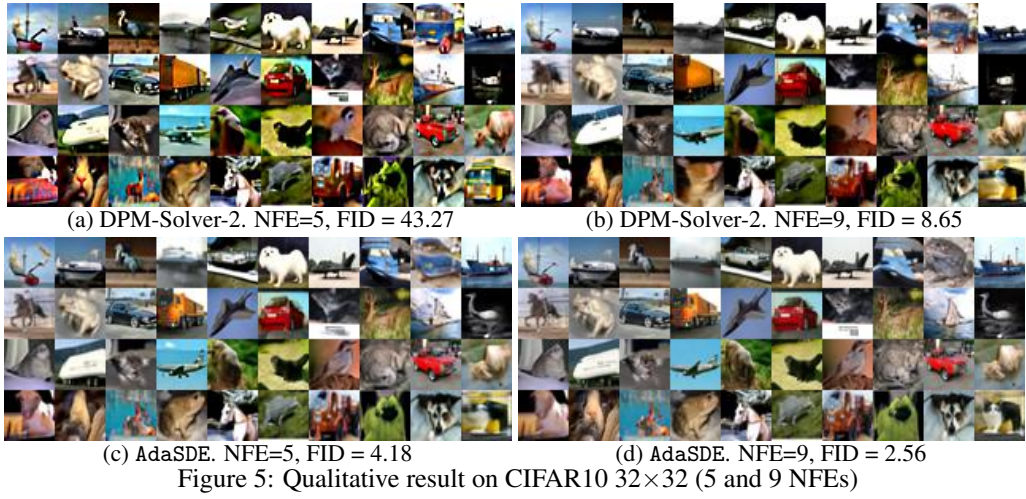 (a) DPM-Solver-2. NFE=5, FID = 43.27
(b) DPM-Solver-2. NFE=9, FID = 8.65
(c) AdaSDE. NFE=5, FID = 4.18
(d) AdaSDE. NFE=9, FID = 2.56
Figure 5: Qualitative result on CIFAR10 32×32 (5 and 9 NFEs)